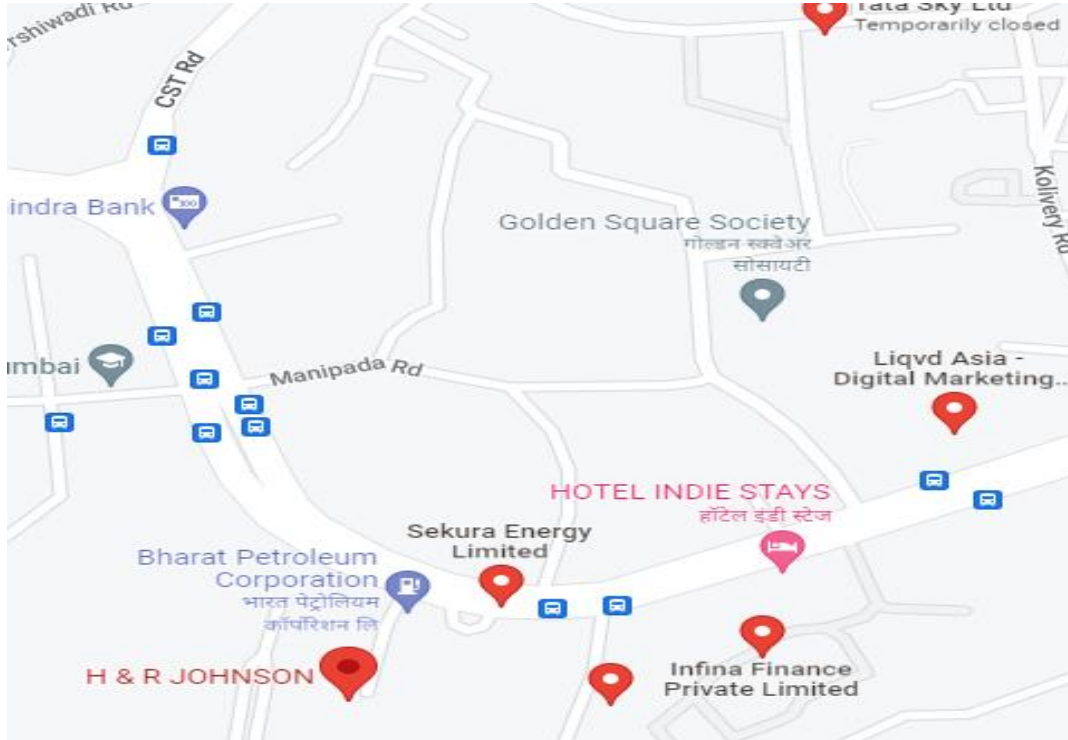 rshiwadi Rd
Tata Sky Ltd
Temporarily closed
CST Rd
Kolivery Rd
indra Bank
Golden Square Society
गोल्डन स्क्वेअर
सोसायटी
umbai
Manipada Rd
Liqvd Asia -
Digital Marketing...
HOTEL INDIE STAYS
हॉटेल इंडी स्टेज
Sekura Energy
Limited
Bharat Petroleum
Corporation
भारत पेट्रोलियम
कॉर्पोरेशन लि
H & R JOHNSON
Infina Finance
Private Limited